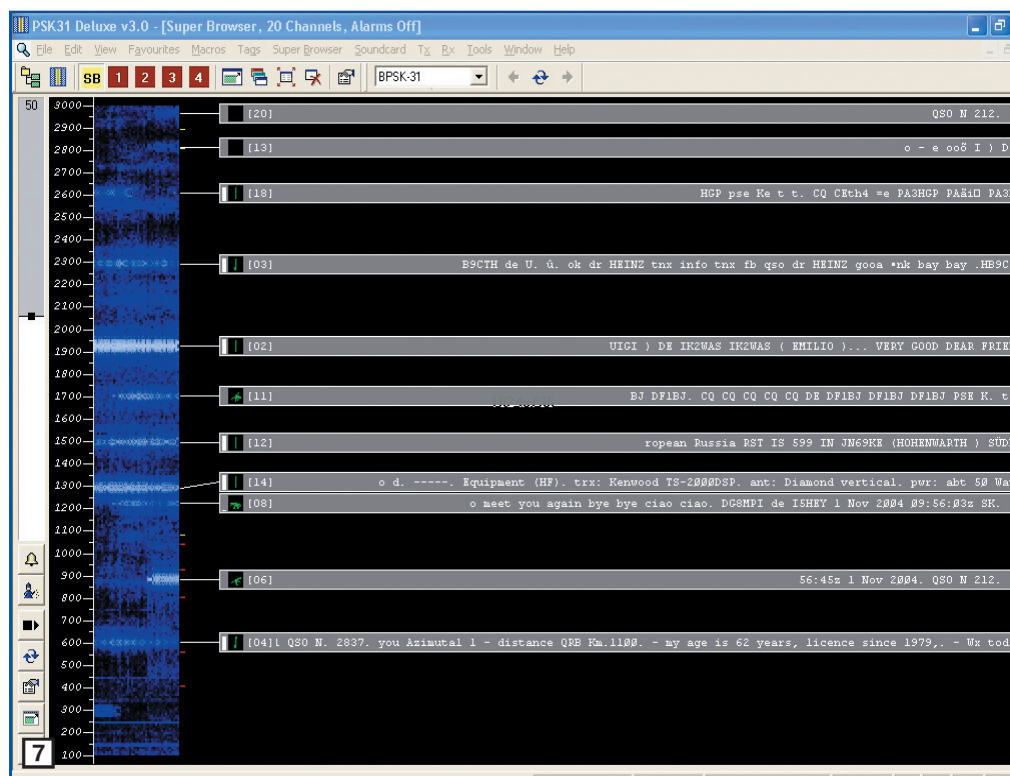 PSK31 Deluxe v3.0 - [Super Browser, 20 Channels, Alarms Off]
File Edit View Favourites Macros Tags Super Browser Soundcard Tx Rx Tools Window Help
SB 1 2 3 4 BPSK-31
50
3000
[20] QSO N 212.
2900
2800
[13] o - e ooő I ) D
2700
2600
[18] HGP pse Ke t t. CQ CEth4 =e PA3HGP PAäi□ PA3
2500
2400
2300
[03] B9CTH de U. û. ok dr HEINZ tnx info tnx fb qso dr HEINZ gooa •nk bay bay .HB9C
2200
2100
2000
1900
[02] UIGI ) DE IK2WAS IK2WAS ( EMILIO )... VERY GOOD DEAR FRIE
1800
1700
[11] BJ DF1BJ. CQ CQ CQ CQ CQ DE DF1BJ DF1BJ DF1BJ PSE K. t
1600
1500
[12] ropean Russia RST IS 599 IN JN69KE (HOHENWARTH ) SÜD
1400
1300
[14] o d. -----. Equipment (HF). trx: Kenwood TS-2000DSP. ant: Diamond vertical. pwr: abt 50 Wa
1200
[08] o meet you again bye bye ciao ciao. DG8MPI de I5HEY 1 Nov 2004 09:56:03z SK.
1100
1000
900
[06] 56:45z 1 Nov 2004. QSO N 212.
800
700
600
[04]l QSO N. 2837. you Azimutal 1 - distance QRB Km.1100. - my age is 62 years, licence since 1979,. - Wx tod
500
400
300
200
100
7